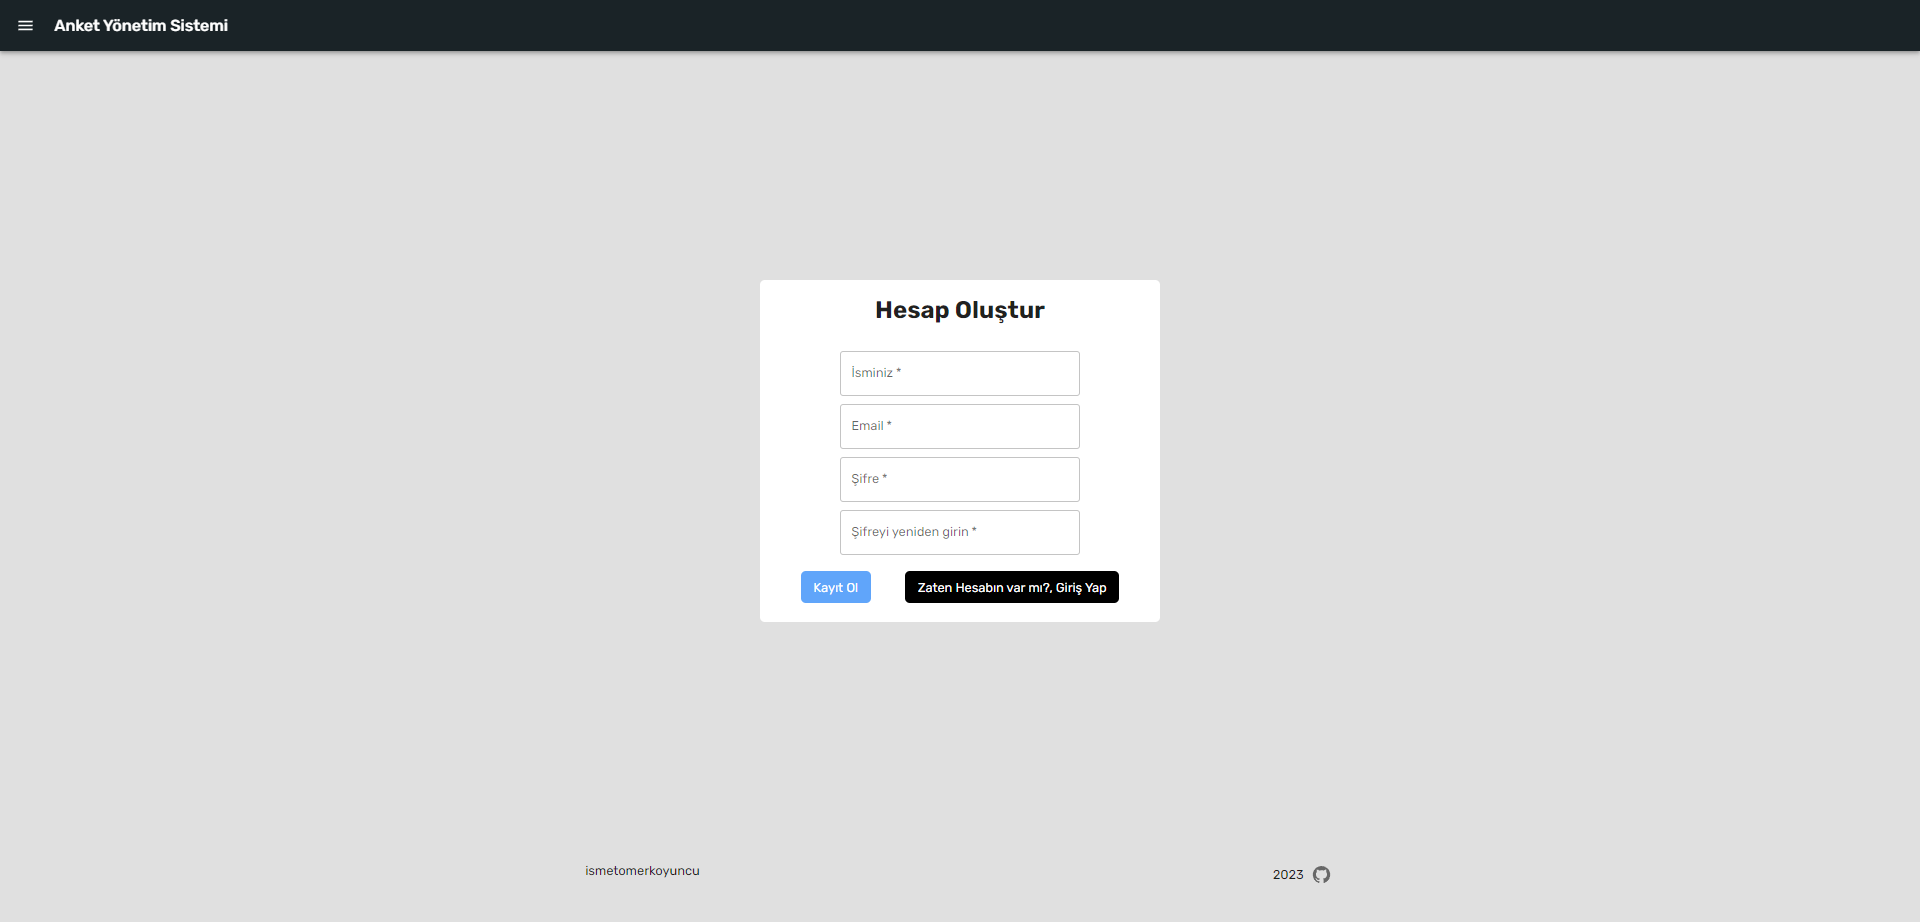 Anket Yönetim Sistemi
Hesap Oluştur
İsminiz *
Email *
Şifre *
Şifreyi yeniden girin *
Kayıt Ol
Zaten Hesabın var mı?, Giriş Yap
ismetomerkoyuncu
2023